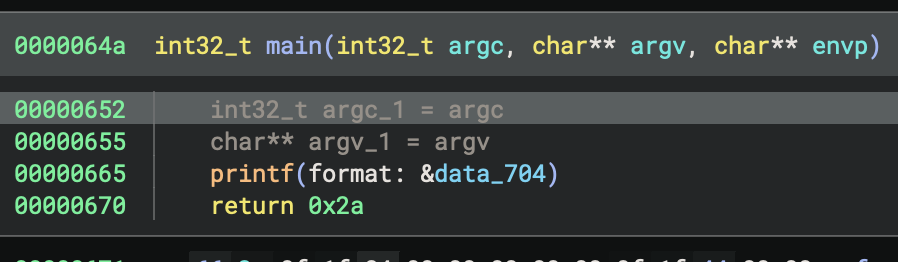 0000064a int32_t main(int32_t argc, char** argv, char** envp)
00000652 int32_t argc_1 = argc
00000655 char** argv_1 = argv
00000665 printf(format: &data_704)
00000670 return 0x2a